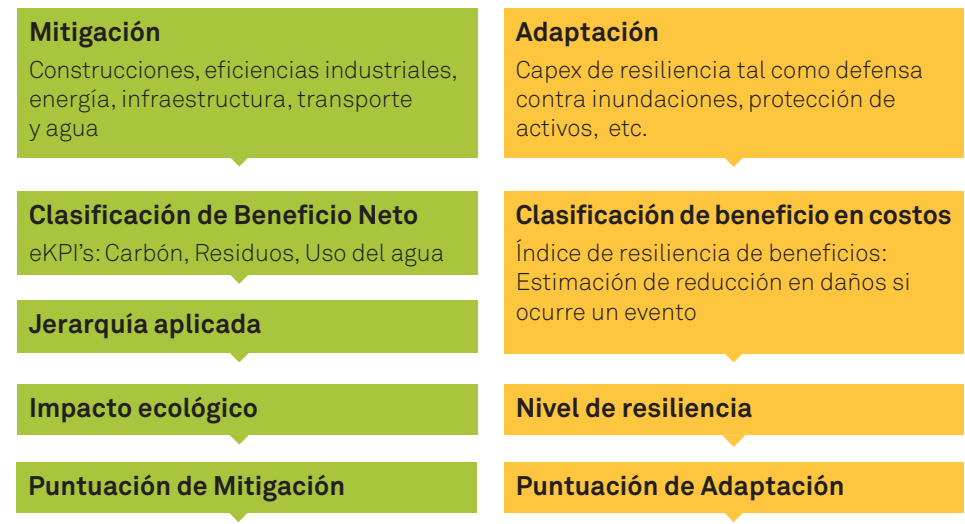 Mitigación
Construcciones, eficiencias industriales,
energía, infraestructura, transporte
y agua
Clasificación de Beneficio Neto
eKPI's: Carbón, Residuos, Uso del agua
Jerarquía aplicada
Impacto ecológico
Puntuación de Mitigación
Adaptación
Capex de resiliencia tal como defensa
contra inundaciones, protección de
activos, etc.
Clasificación de beneficio en costos
Índice de resiliencia de beneficios:
Estimación de reducción en daños si
ocurre un evento
Nivel de resiliencia
Puntuación de Adaptación